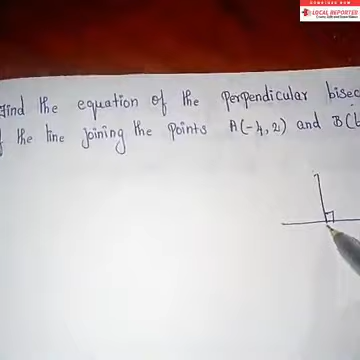 LOCAL REPORTER
Find the equation of the perpendicular bisec
of the line joining the points A(-4, 2) and B(